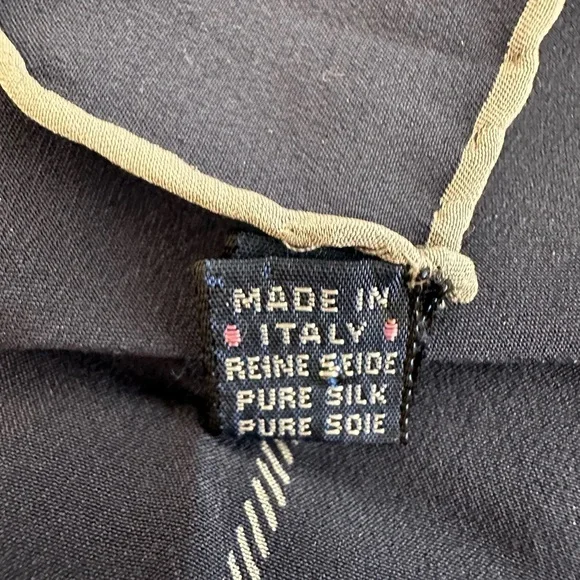 MADE IN
ITALY
REINE SEIDE
PURE SILK
PURE SOIE